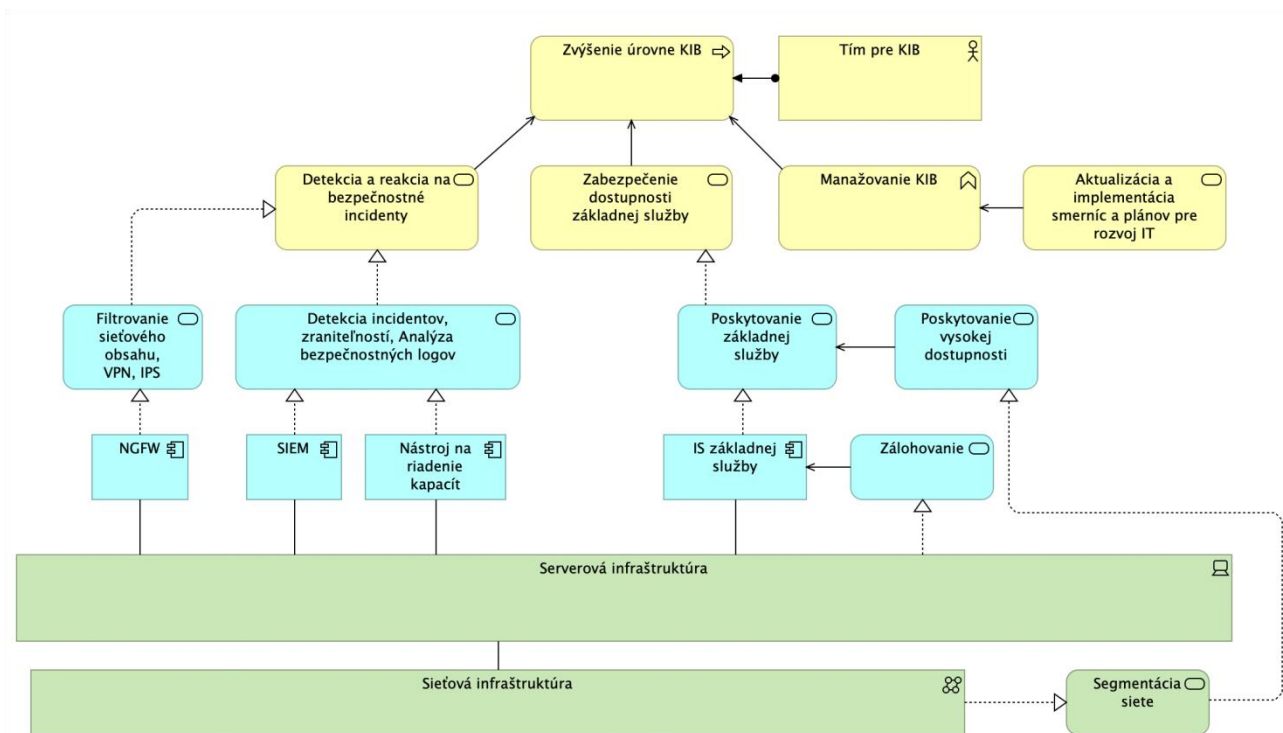 Zvýšenie úrovne KIB
Tím pre KIB
Detekcia a reakcia na
bezpečnostné
incidenty
Zabezpečenie
dostupnosti
základnej služby
Manažovanie KIB
Aktualizácia a
implementácia
smerníc a plánov pre
rozvoj IT
Filtrovanie
sieťového
obsahu,
VPN, IPS
Detekcia incidentov,
zraniteľností, Analýza
bezpečnostných logov
Poskytovanie
základnej
služby
Poskytovanie
vysokej
dostupnosti
NGFW
SIEM
Nástroj na
riadenie
kapacít
IS základnej
služby
Zálohovanie
Serverová infraštruktúra
Sieťová infraštruktúra
Segmentácia
siete